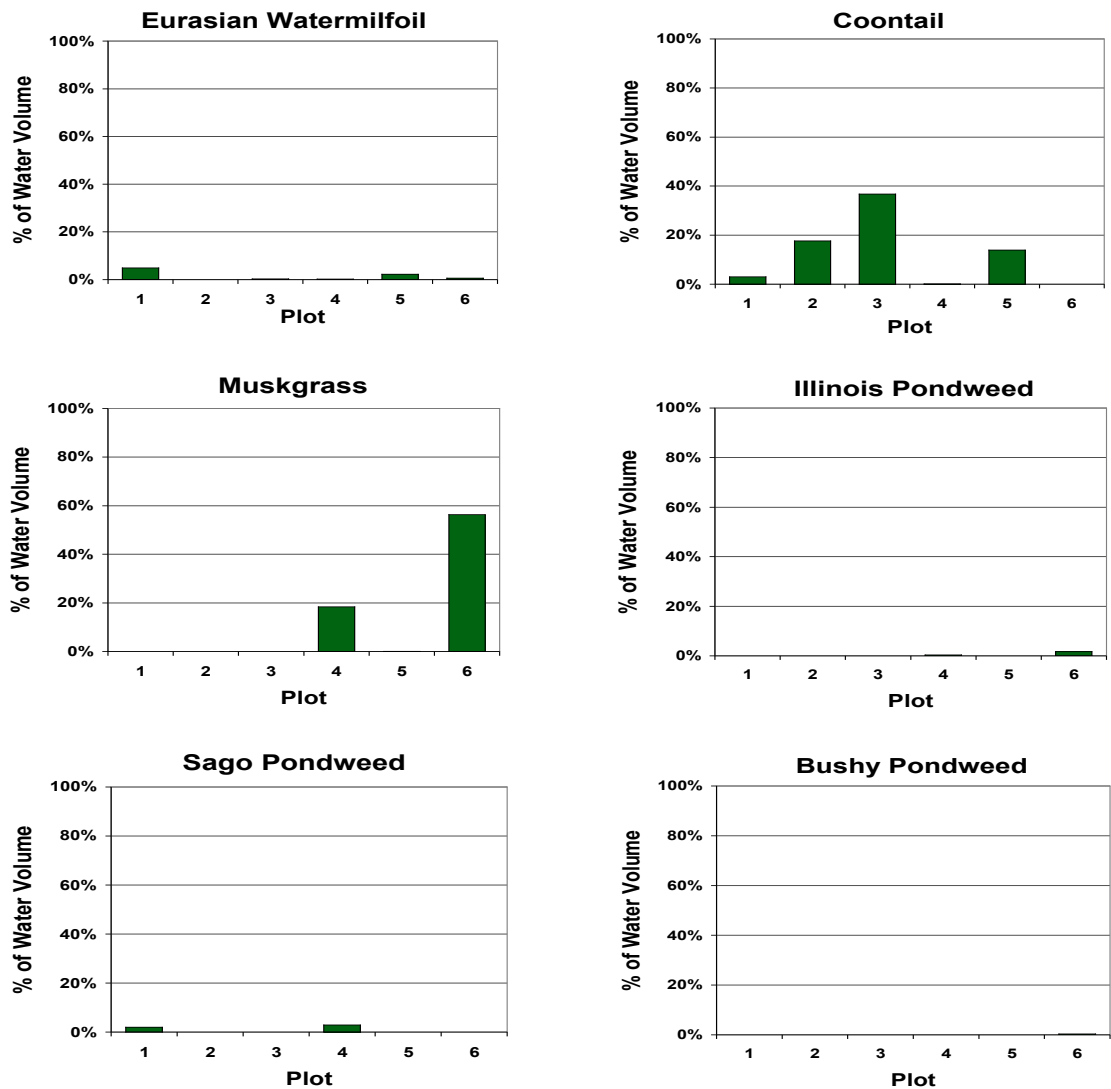 Eurasian Watermilfoil
100%
80%
60%
40%
20%
0%
% of Water Volume
1 2 3 4 5 6
Plot
Coontail
100%
80%
60%
40%
20%
0%
% of Water Volume
1 2 3 4 5 6
Plot
Muskgrass
100%
80%
60%
40%
20%
0%
% of Water Volume
1 2 3 4 5 6
Plot
Illinois Pondweed
100%
80%
60%
40%
20%
0%
% of Water Volume
1 2 3 4 5 6
Plot
Sago Pondweed
100%
80%
60%
40%
20%
0%
% of Water Volume
1 2 3 4 5 6
Plot
Bushy Pondweed
100%
80%
60%
40%
20%
0%
% of Water Volume
1 2 3 4 5 6
Plot